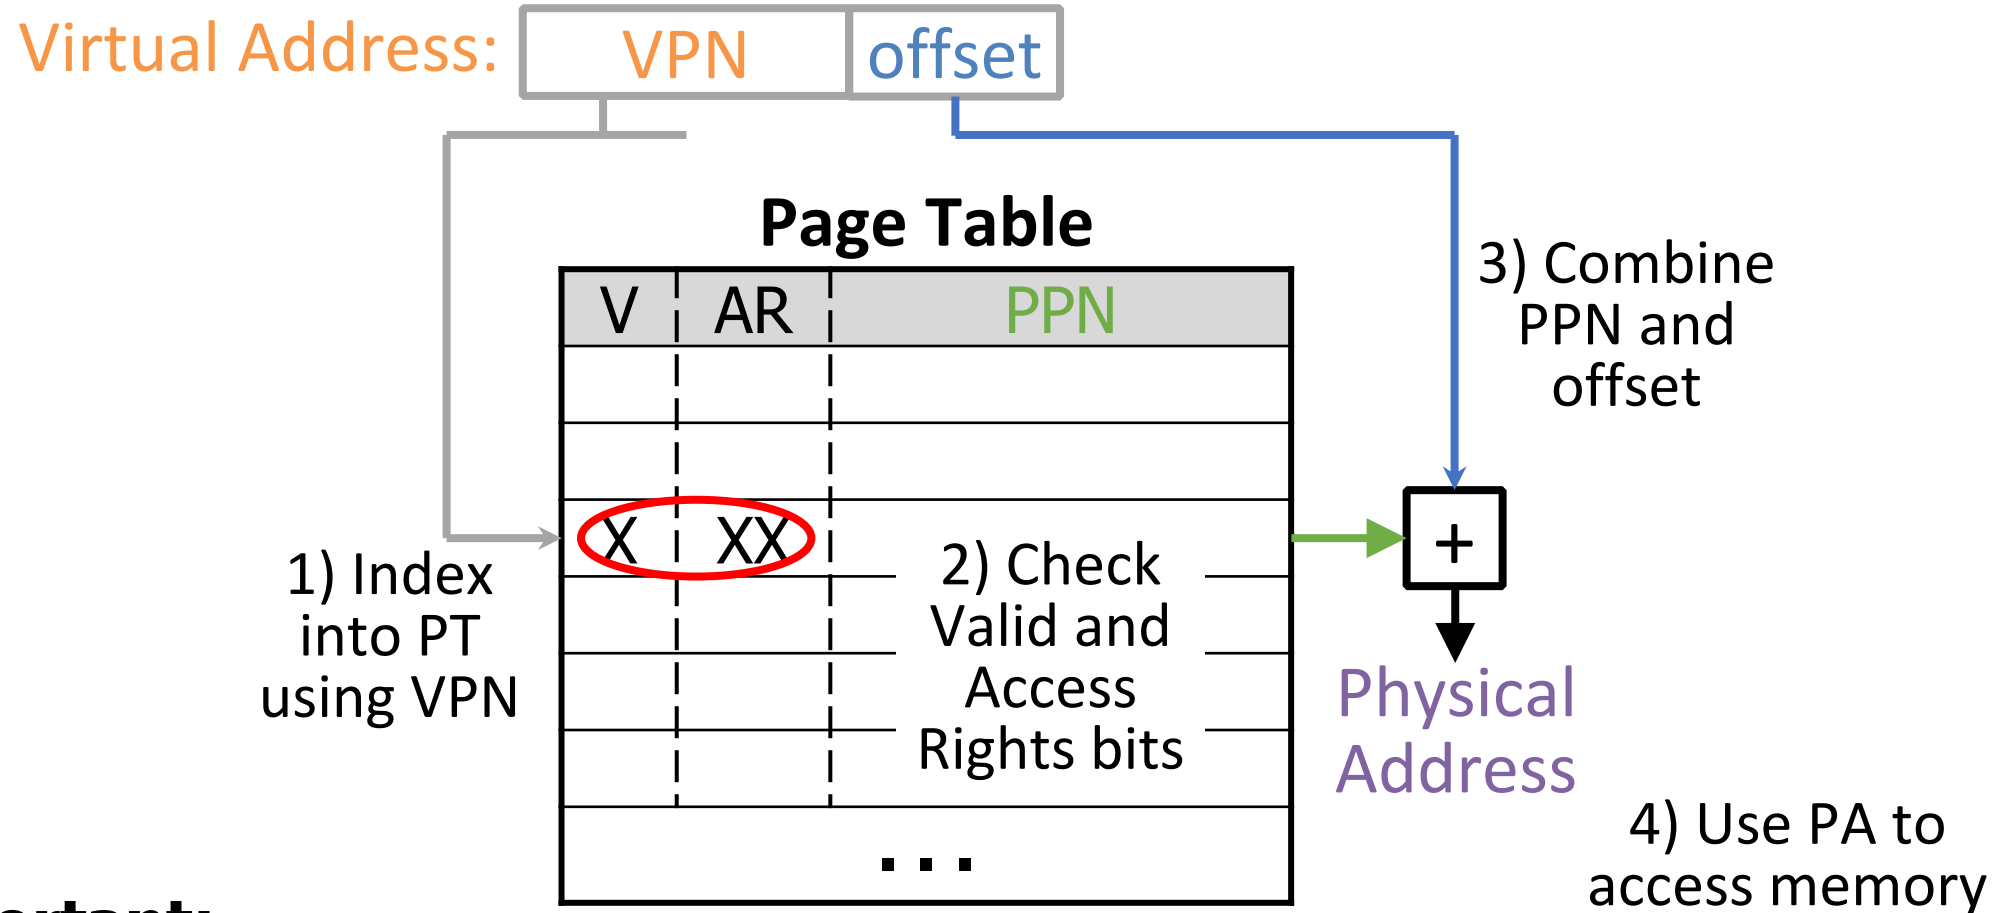 Virtual Address: VPN offset
Page Table
V AR PPN
X XX
1) Index
into PT
using VPN
2) Check
Valid and
Access
Rights bits
3) Combine
PPN and
offset
+
Physical
Address
4) Use PA to
access memory
...